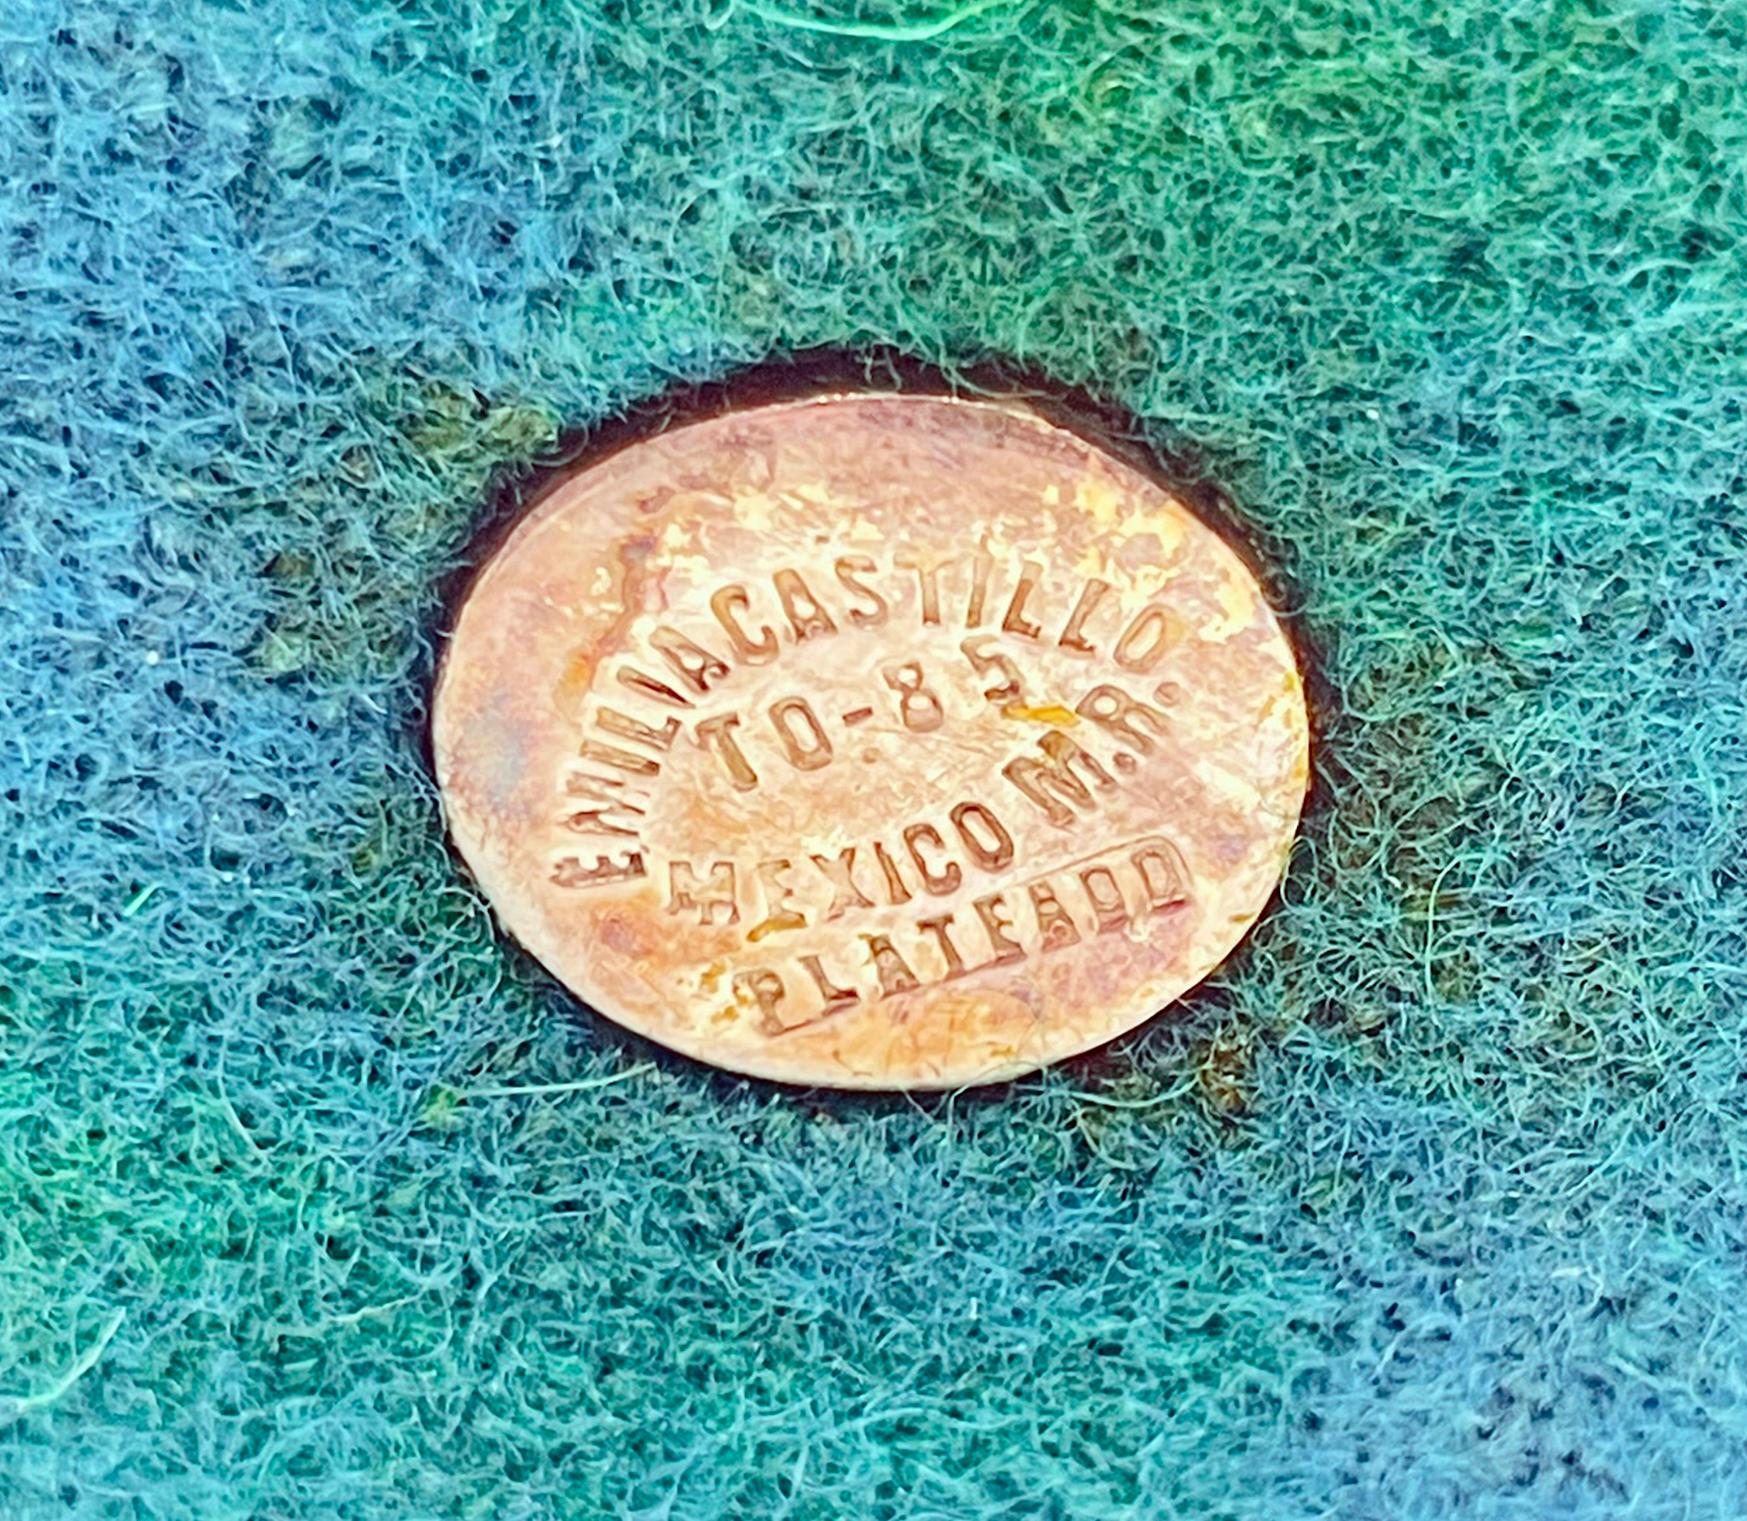 EMILIA CASTILLO
TO-85
MEXICO M.R.
PLATEADO